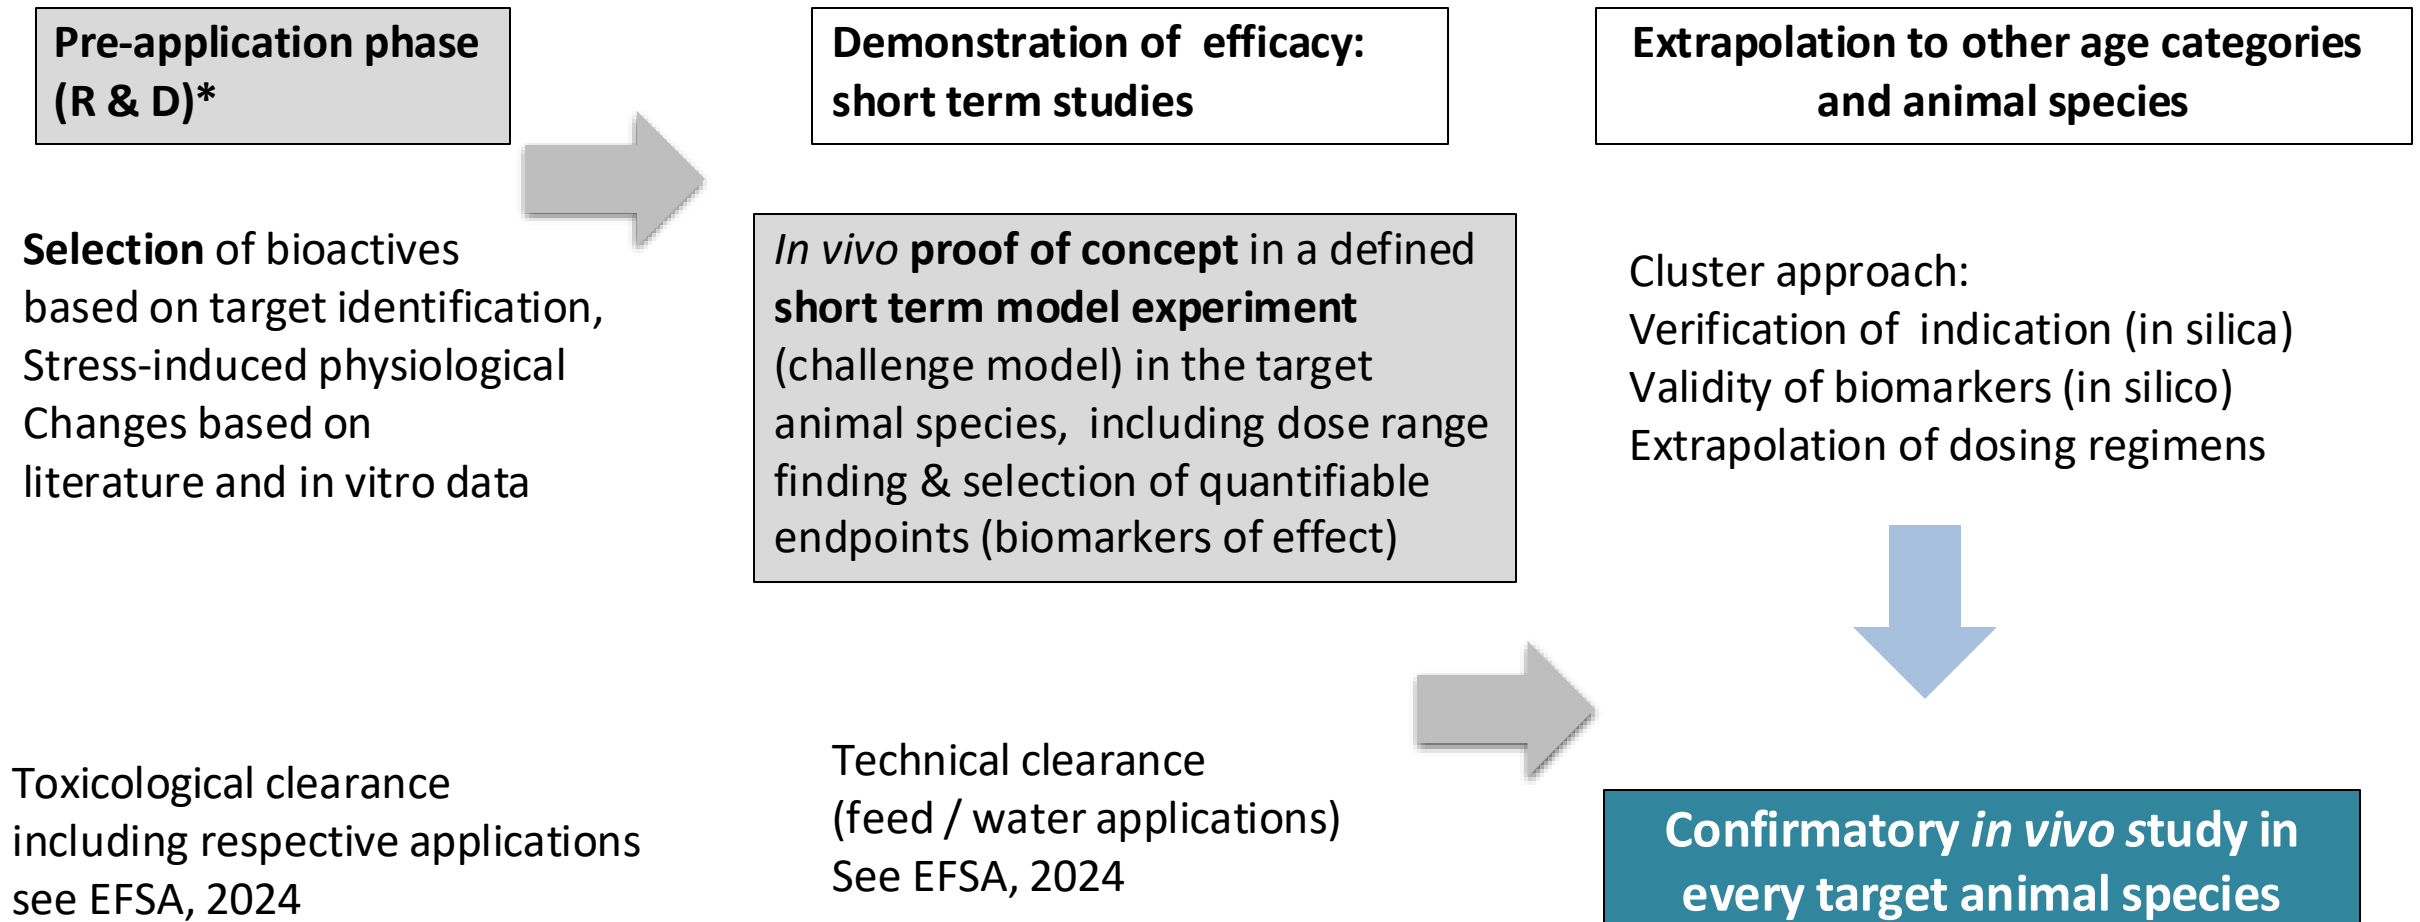 Pre-application phase
(R & D)*
Selection of bioactives
based on target identification,
Stress-induced physiological
Changes based on
literature and in vitro data
Toxicological clearance
including respective applications
see EFSA, 2024
Demonstration of efficacy:
short term studies
In vivo proof of concept in a defined
short term model experiment
(challenge model) in the target
animal species, including dose range
finding & selection of quantifiable
endpoints (biomarkers of effect)
Technical clearance
(feed / water applications)
See EFSA, 2024
Extrapolation to other age categories
and animal species
Cluster approach:
Verification of indication (in silica)
Validity of biomarkers (in silico)
Extrapolation of dosing regimens
Confirmatory in vivo study in
every target animal species